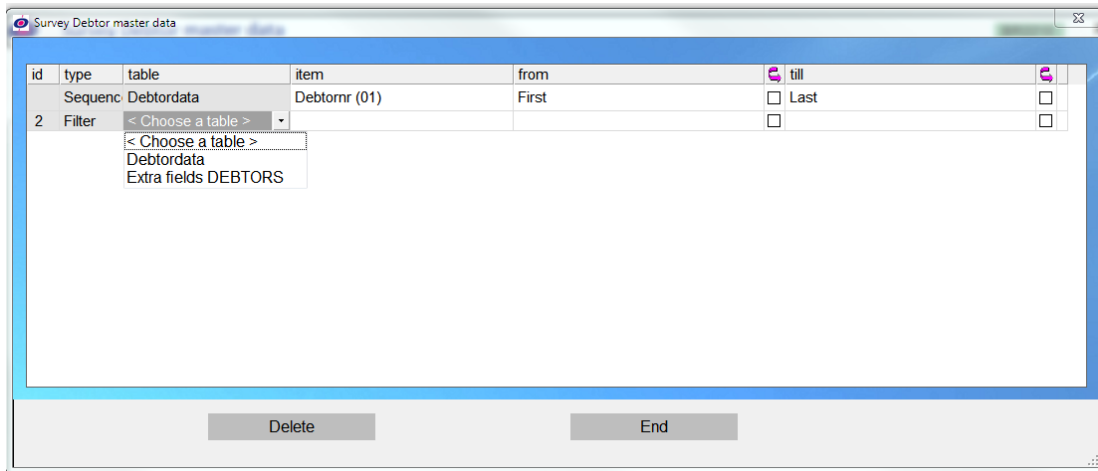 Survey Debtor master data
id type table item from till
Sequenc Debtordata Debtornr (01) First Last
2 Filter < Choose a table >
< Choose a table >
Debtordata
Extra fields DEBTORS
Delete End